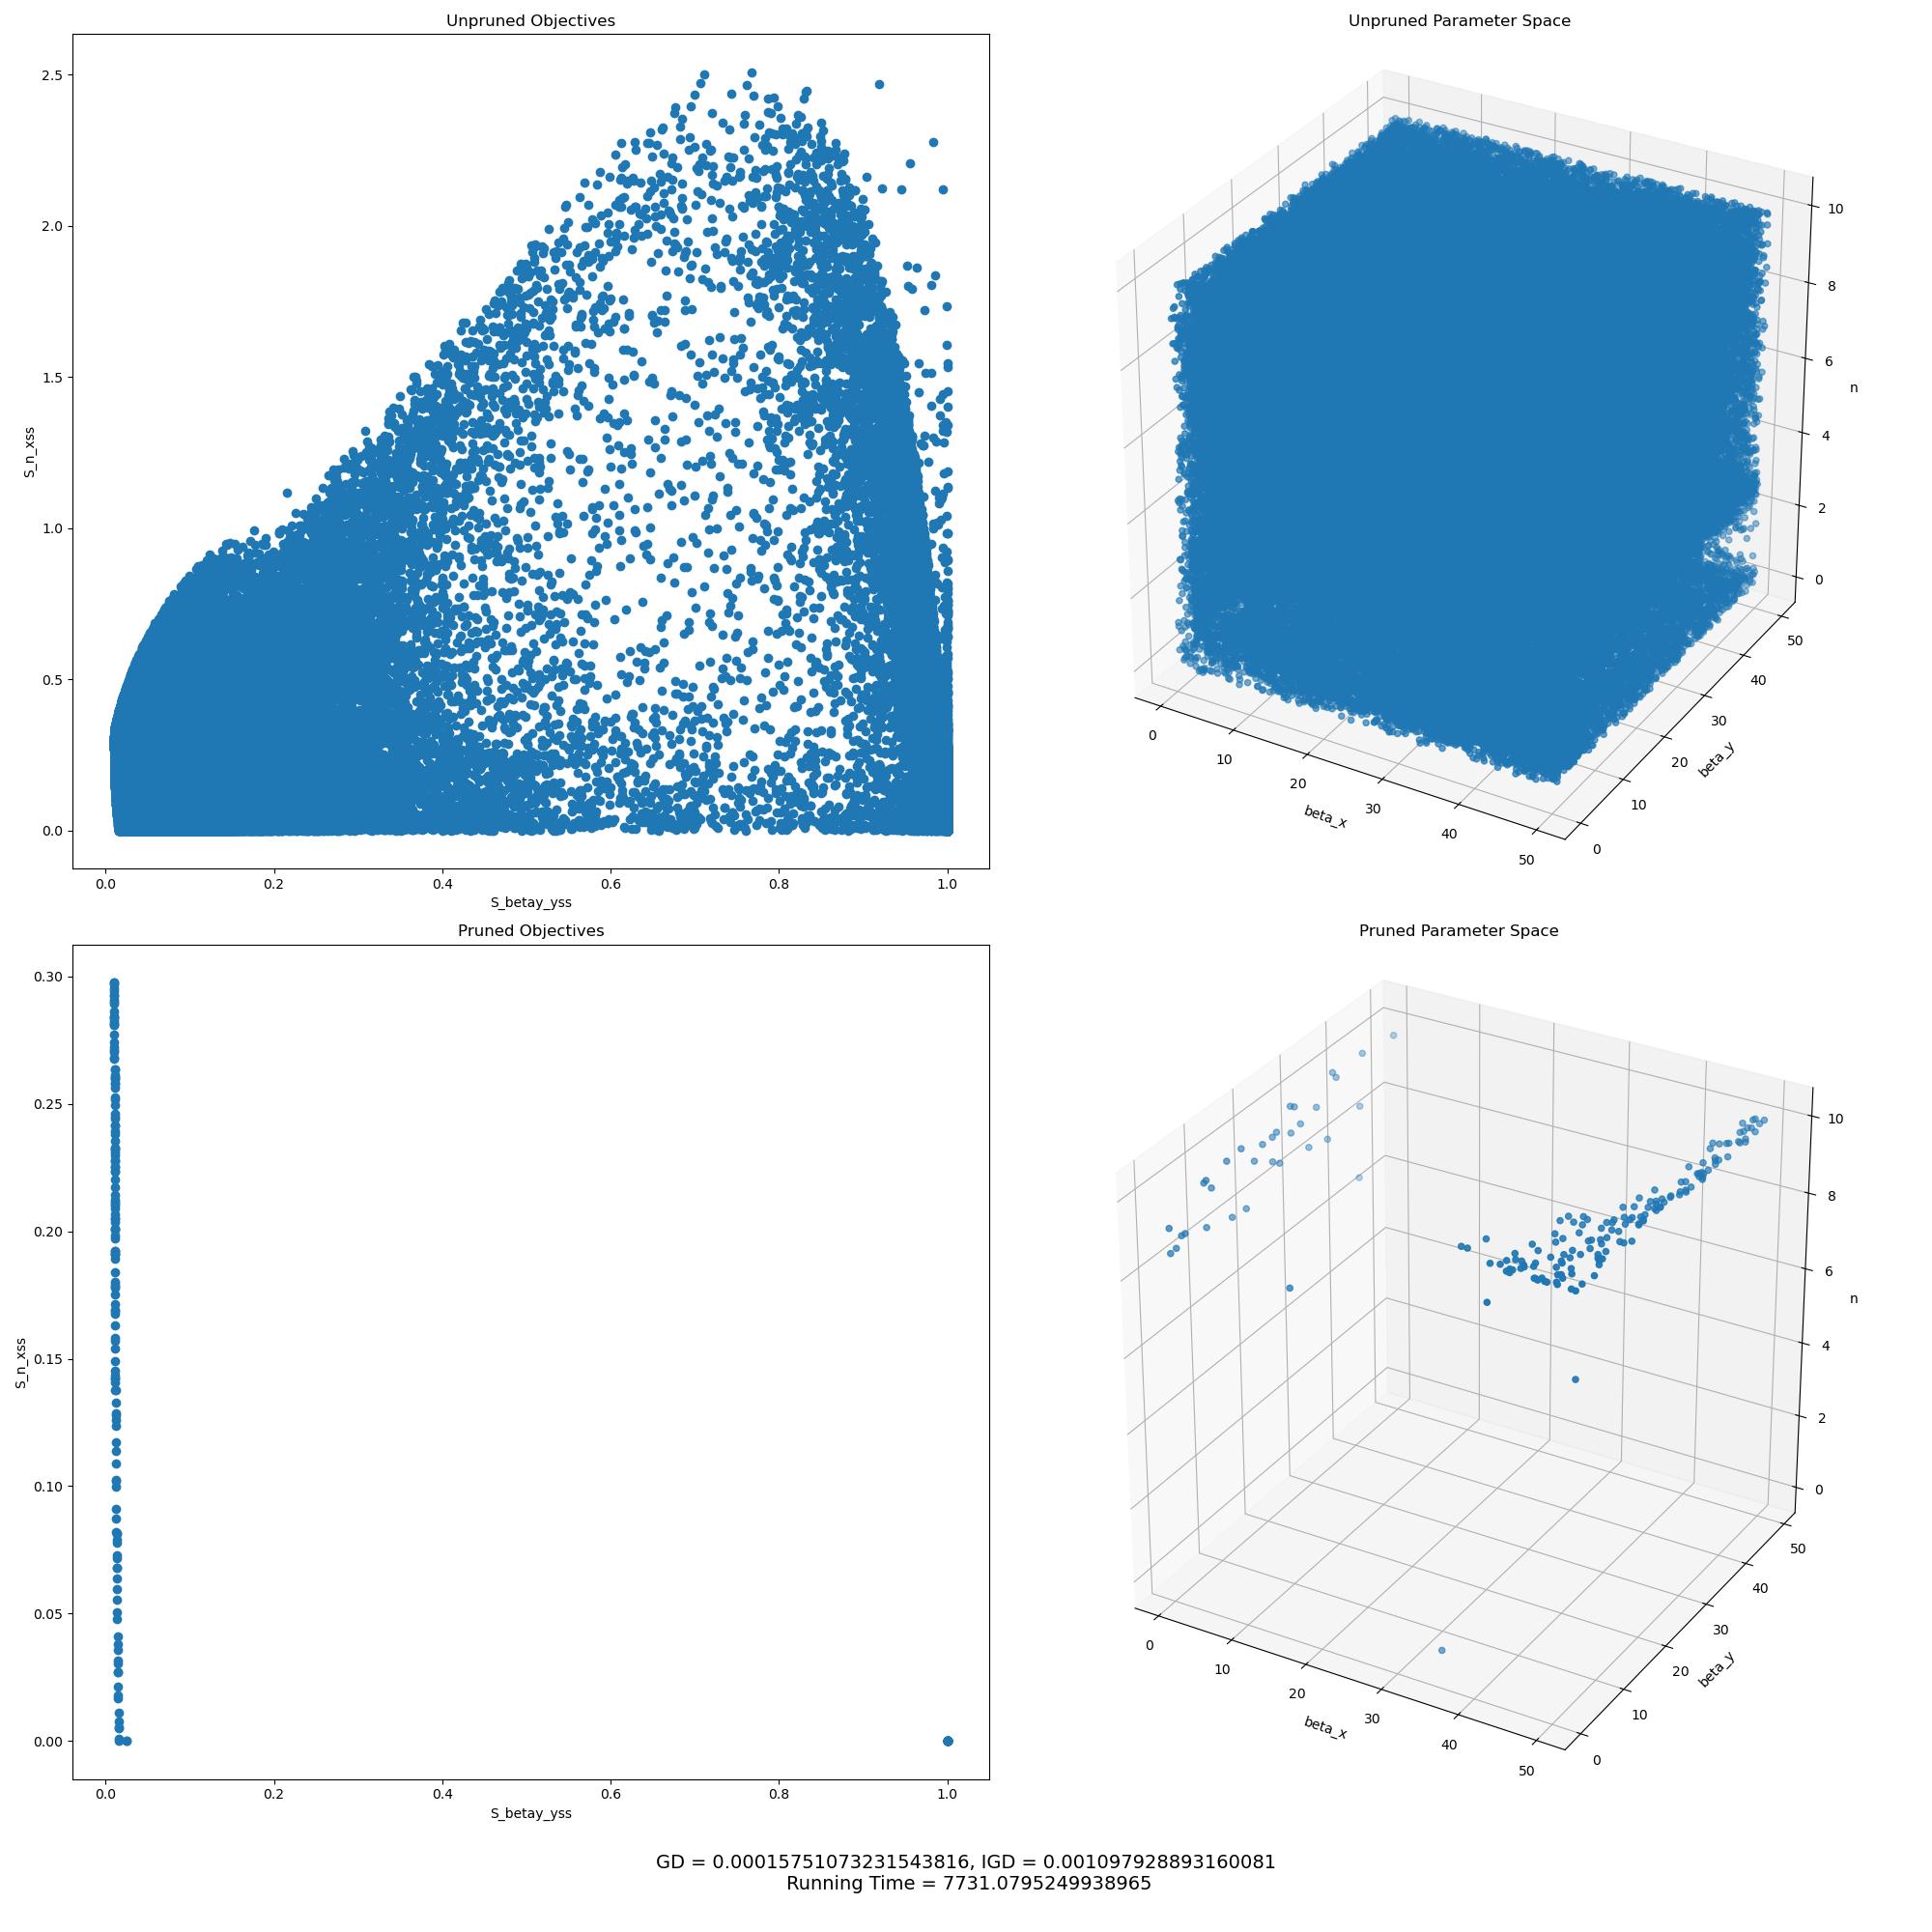 Unpruned Objectives
2.5
2.0
1.5
1.0
0.5
0.0
S_n_xss
0.0 0.2 0.4 0.6 0.8 1.0
S_betay_yss
Unpruned Parameter Space
10
8
6
4
2
0
n
0 10 20 30 40 50
beta_x
0 10 20 30 40 50
beta_y
Pruned Objectives
0.30
0.25
0.20
0.15
0.10
0.05
0.00
S_n_xss
0.0 0.2 0.4 0.6 0.8 1.0
S_betay_yss
Pruned Parameter Space
10
8
6
4
2
0
n
0 10 20 30 40 50
beta_x
0 10 20 30 40 50
beta_y
GD = 0.00015751073231543816, IGD = 0.001097928893160081
Running Time = 7731.0795249938965